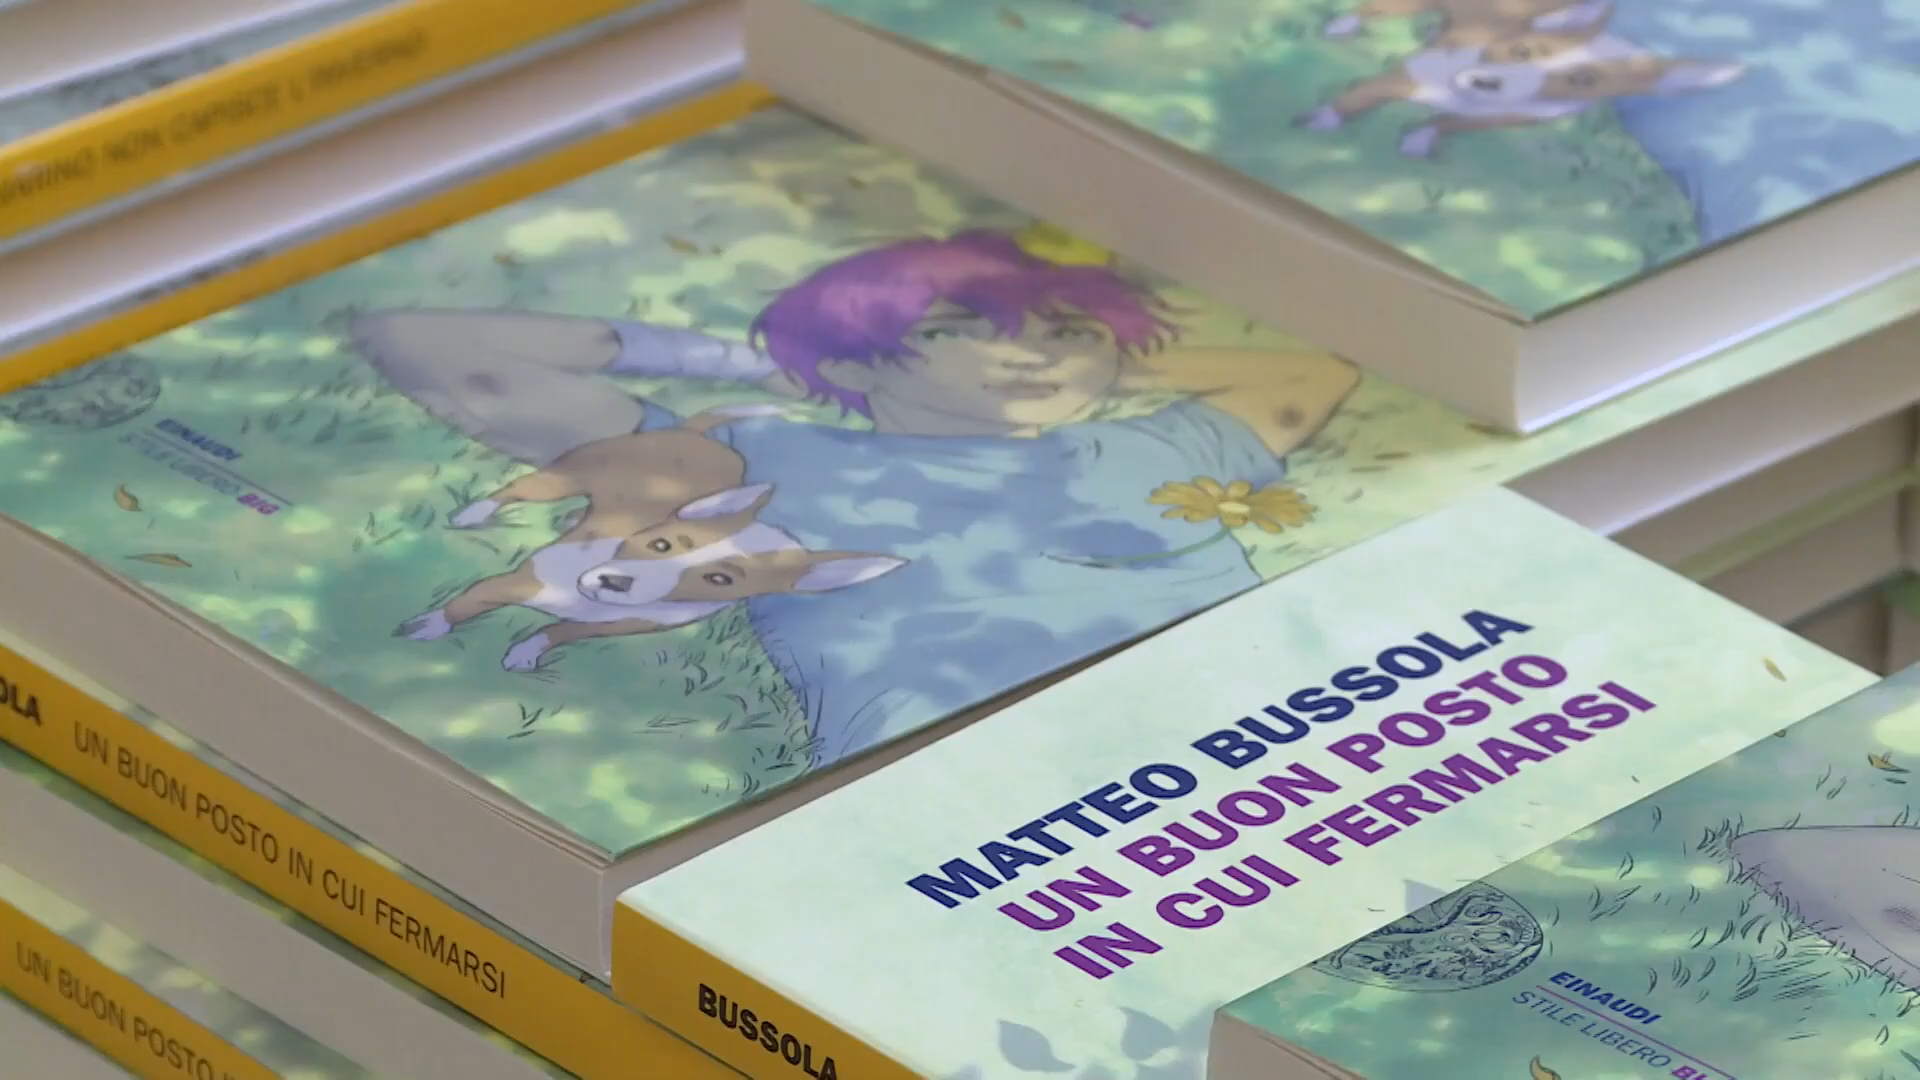 NON CAPISCE L'INVERNO
EINAUDI
STILE LIBERO BIG
OLA UN BUON POSTO IN CUI FERMARSI
UN BUON POSTO
MATTEO BUSSOLA
UN BUON POSTO
IN CUI FERMARSI
BUSSOLA
EINAUDI
STILE LIBERO